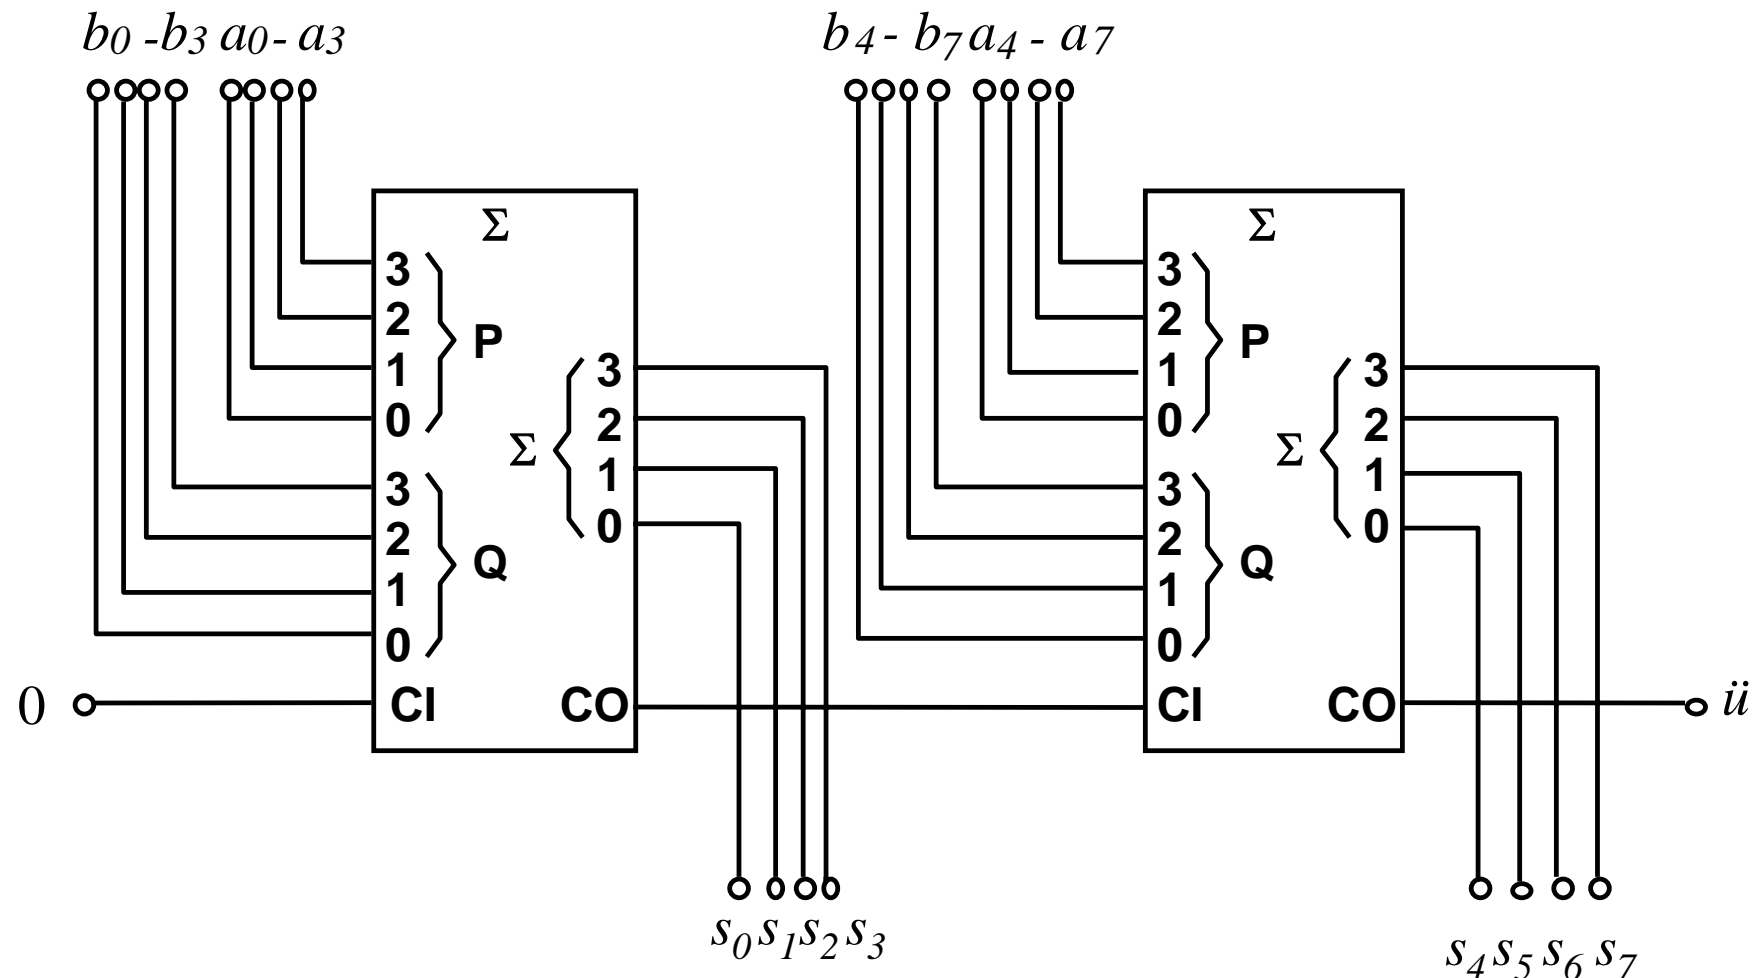 b0 -b3 a0- a3 b4- b7 a4 - a7
Σ Σ
3 3
2 P 2 P
1 3 1 3
0 2 0 2
Σ 1 Σ 1
3 0 3 0
2 Q 2 Q
1 1
0 0
0 CI CO CI CO ü
s0 s1 s2 s3
s4 s5 s6 s7